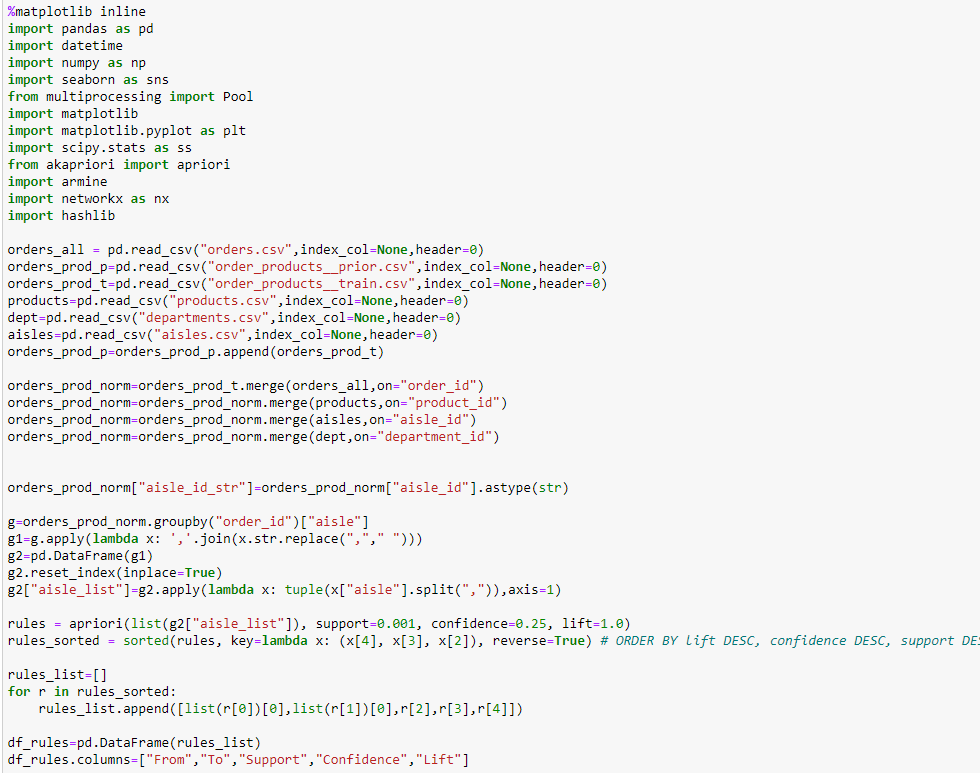 %matplotlib inline
import pandas as pd
import datetime
import numpy as np
import seaborn as sns
from multiprocessing import Pool
import matplotlib
import matplotlib.pyplot as plt
import scipy.stats as ss
from akapriori import apriori
import armine
import networkx as nx
import hashlib

orders_all = pd.read_csv("orders.csv",index_col=None,header=0)
orders_prod_p=pd.read_csv("order_products__prior.csv",index_col=None,header=0)
orders_prod_t=pd.read_csv("order_products__train.csv",index_col=None,header=0)
products=pd.read_csv("products.csv",index_col=None,header=0)
dept=pd.read_csv("departments.csv",index_col=None,header=0)
aisles=pd.read_csv("aisles.csv",index_col=None,header=0)
orders_prod_p=orders_prod_p.append(orders_prod_t)

orders_prod_norm=orders_prod_t.merge(orders_all,on="order_id")
orders_prod_norm=orders_prod_norm.merge(products,on="product_id")
orders_prod_norm=orders_prod_norm.merge(aisles,on="aisle_id")
orders_prod_norm=orders_prod_norm.merge(dept,on="department_id")

orders_prod_norm["aisle_id_str"]=orders_prod_norm["aisle_id"].astype(str)

g=orders_prod_norm.groupby("order_id")["aisle"]
g1=g.apply(lambda x: ','.join(x.str.replace(","," ")))
g2=pd.DataFrame(g1)
g2.reset_index(inplace=True)
g2["aisle_list"]=g2.apply(lambda x: tuple(x["aisle"].split(",")),axis=1)

rules = apriori(list(g2["aisle_list"]), support=0.001, confidence=0.25, lift=1.0)
rules_sorted = sorted(rules, key=lambda x: (x[4], x[3], x[2]), reverse=True) # ORDER BY lift DESC, confidence DESC, support DES

rules_list=[]
for r in rules_sorted:
    rules_list.append([list(r[0])[0],list(r[1])[0],r[2],r[3],r[4]])

df_rules=pd.DataFrame(rules_list)
df_rules.columns=["From","To","Support","Confidence","Lift"]